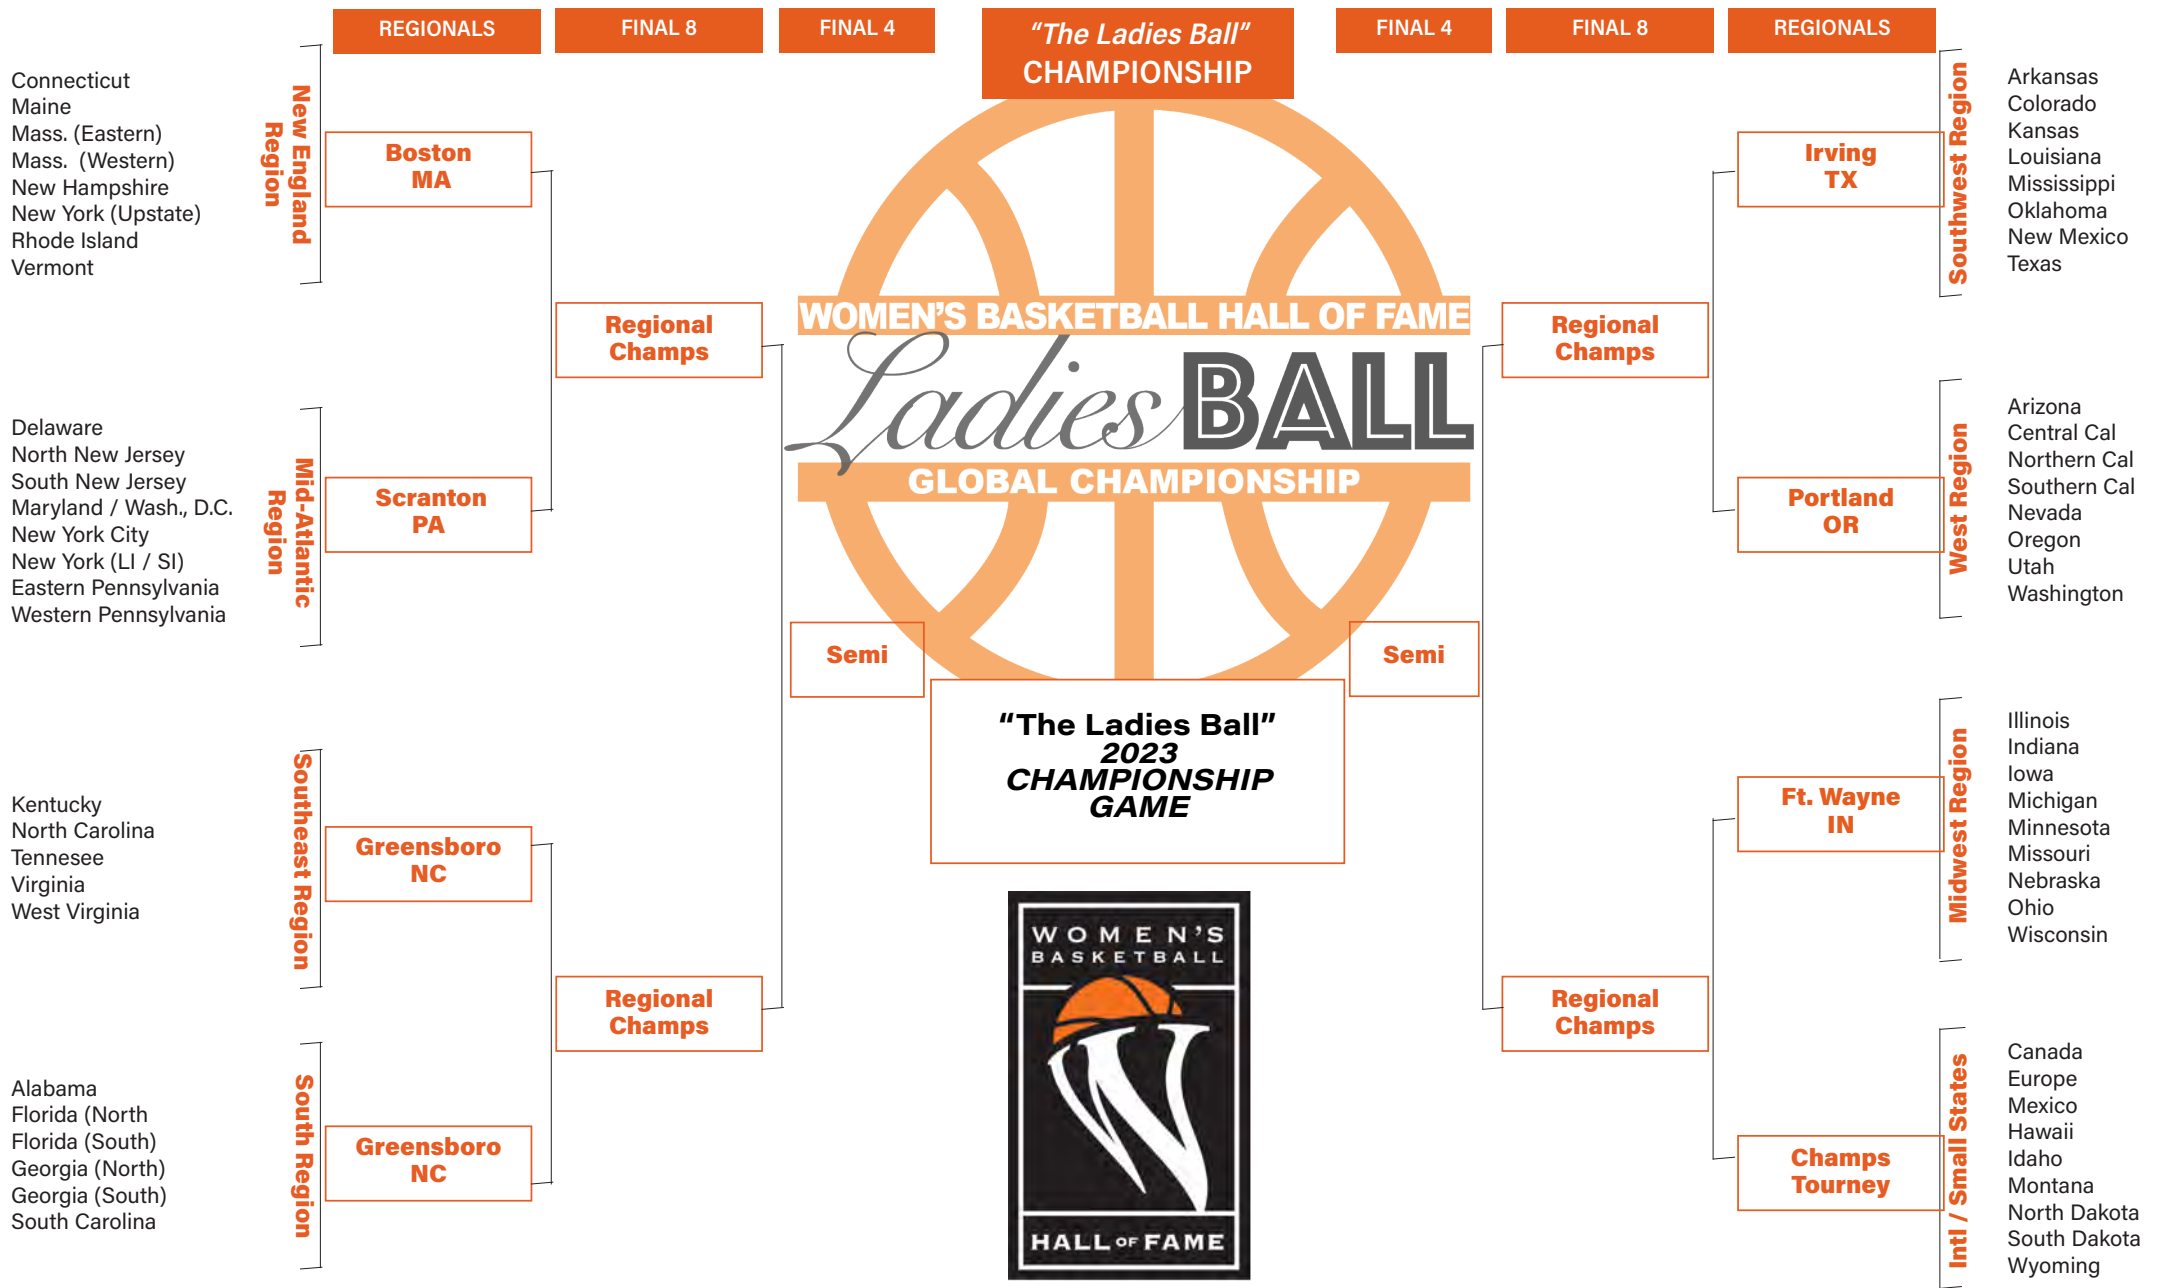 REGIONALS
FINAL 8
FINAL 4
“The Ladies Ball”
CHAMPIONSHIP
FINAL 4
FINAL 8
REGIONALS
Connecticut
Maine
Mass. (Eastern)
Mass.  (Western)
New Hampshire
New York (Upstate)
Rhode Island
Vermont
New England
Region
Boston
MA
Delaware
North New Jersey
South New Jersey
Maryland / Wash., D.C.
New York City
New York (LI / SI)
Eastern Pennsylvania
Western Pennsylvania
Mid-Atlantic
Region
Scranton
PA
Regional
Champs
Kentucky
North Carolina
Tennesee
Virginia
West Virginia
Southeast Region
Greensboro
NC
Alabama
Florida (North
Florida (South)
Georgia (North)
Georgia (South)
South Carolina
South Region
Greensboro
NC
Regional
Champs
Semi
WOMEN’S BASKETBALL HALL OF FAME
Ladies BALL
GLOBAL CHAMPIONSHIP
“The Ladies Ball”
2023
CHAMPIONSHIP
GAME
WOMEN’S
BASKETBALL
W
HALL OF FAME
Semi
Regional
Champs
Irving
TX
Southwest Region
Arkansas
Colorado
Kansas
Louisiana
Mississippi
Oklahoma
New Mexico
Texas
Portland
OR
West Region
Arizona
Central Cal
Northern Cal
Southern Cal
Nevada
Oregon
Utah
Washington
Regional
Champs
Ft. Wayne
IN
Midwest Region
Illinois
Indiana
Iowa
Michigan
Minnesota
Missouri
Nebraska
Ohio
Wisconsin
Champs
Tourney
Intl / Small States
Canada
Europe
Mexico
Hawaii
Idaho
Montana
North Dakota
South Dakota
Wyoming